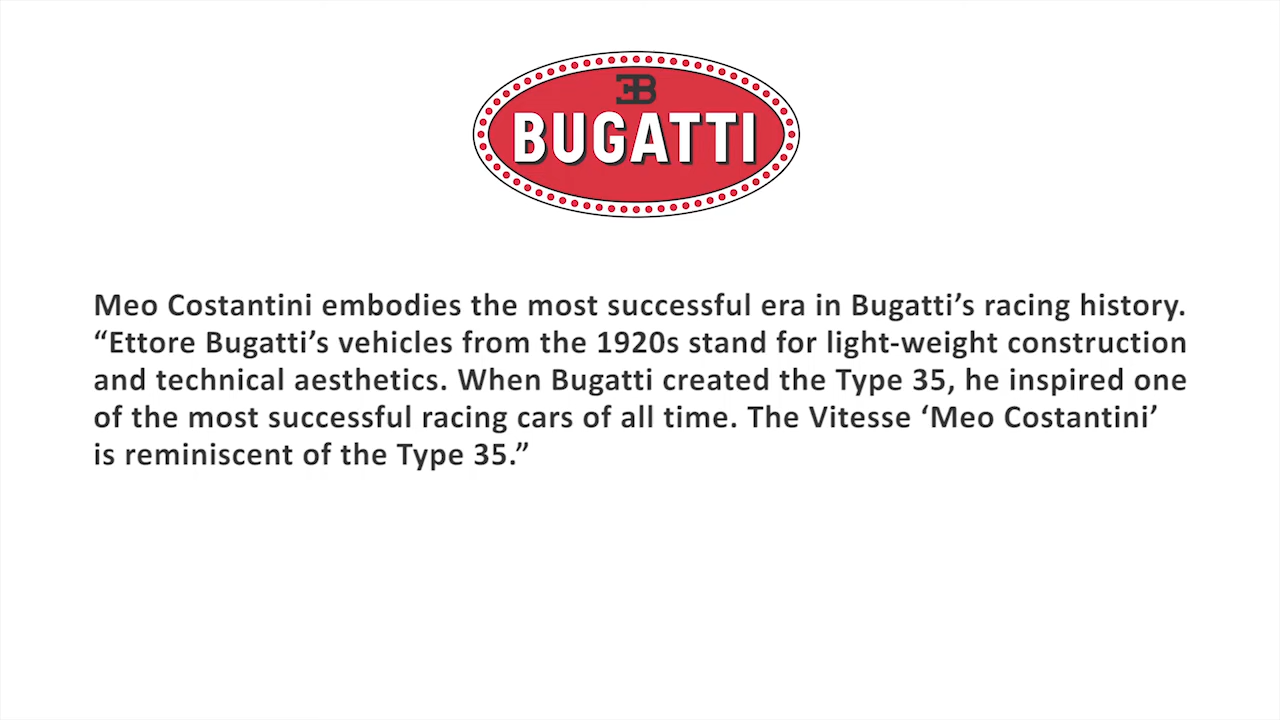 EB
BUGATTI
Meo Costantini embodies the most successful era in Bugatti’s racing history.
“Ettore Bugatti’s vehicles from the 1920s stand for light-weight construction
and technical aesthetics. When Bugatti created the Type 35, he inspired one
of the most successful racing cars of all time. The Vitesse ‘Meo Costantini’
is reminiscent of the Type 35.”